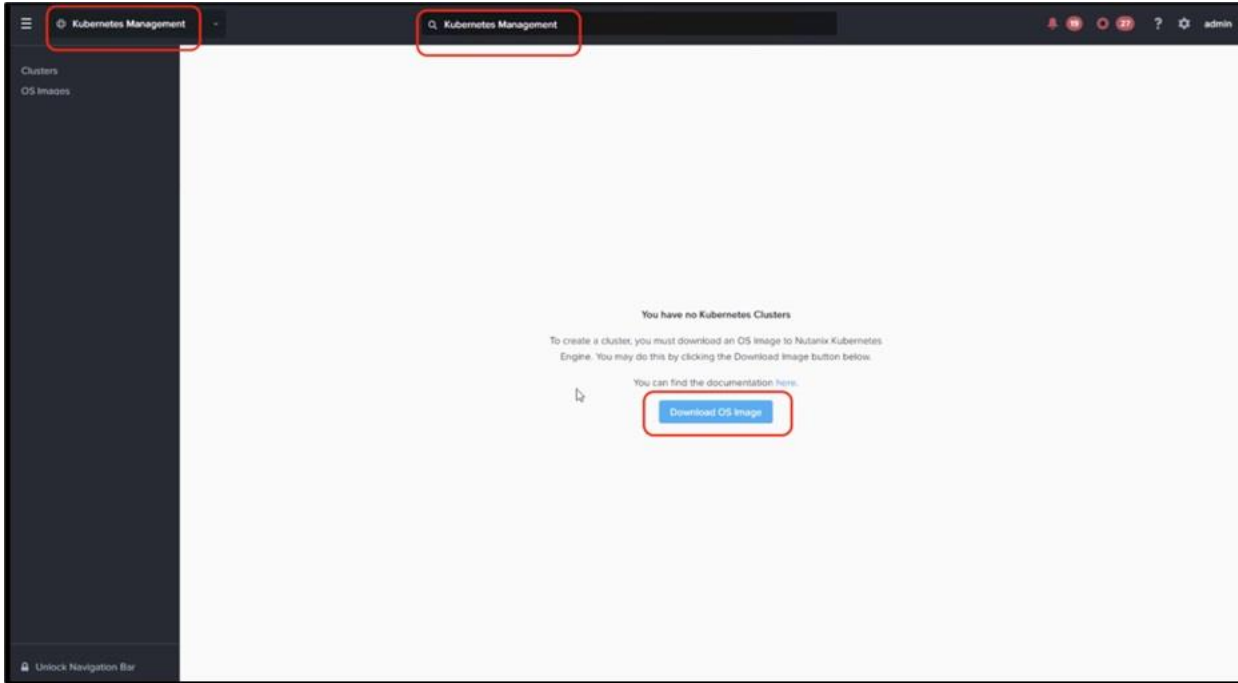 Kubernetes Management
Kubernetes Management
19
27
?
admin
Clusters
OS Images
You have no Kubernetes Clusters
To create a cluster, you must download an OS Image to Nutanix Kubernetes
Engine. You may do this by clicking the Download Image button below.
You can find the documentation here.
Download OS Image
Unlock Navigation Bar